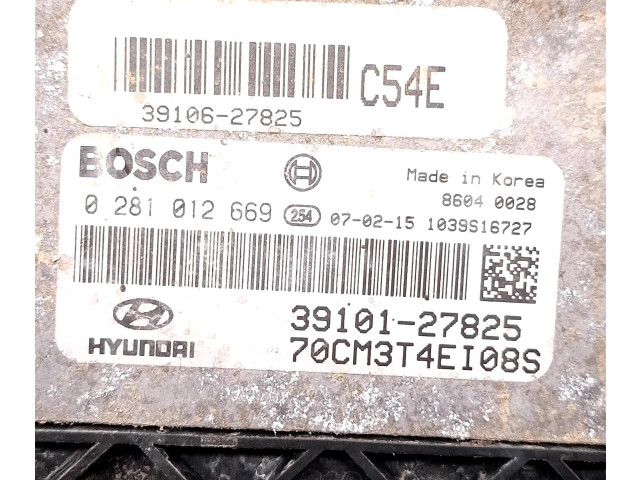 C54E
39106-27825
BOSCH
Made in Korea
8604 0028
0 281 012 669 254 07-02-15 1039S16727
39101-27825
HYUNDAI 70CM3T4EI08S